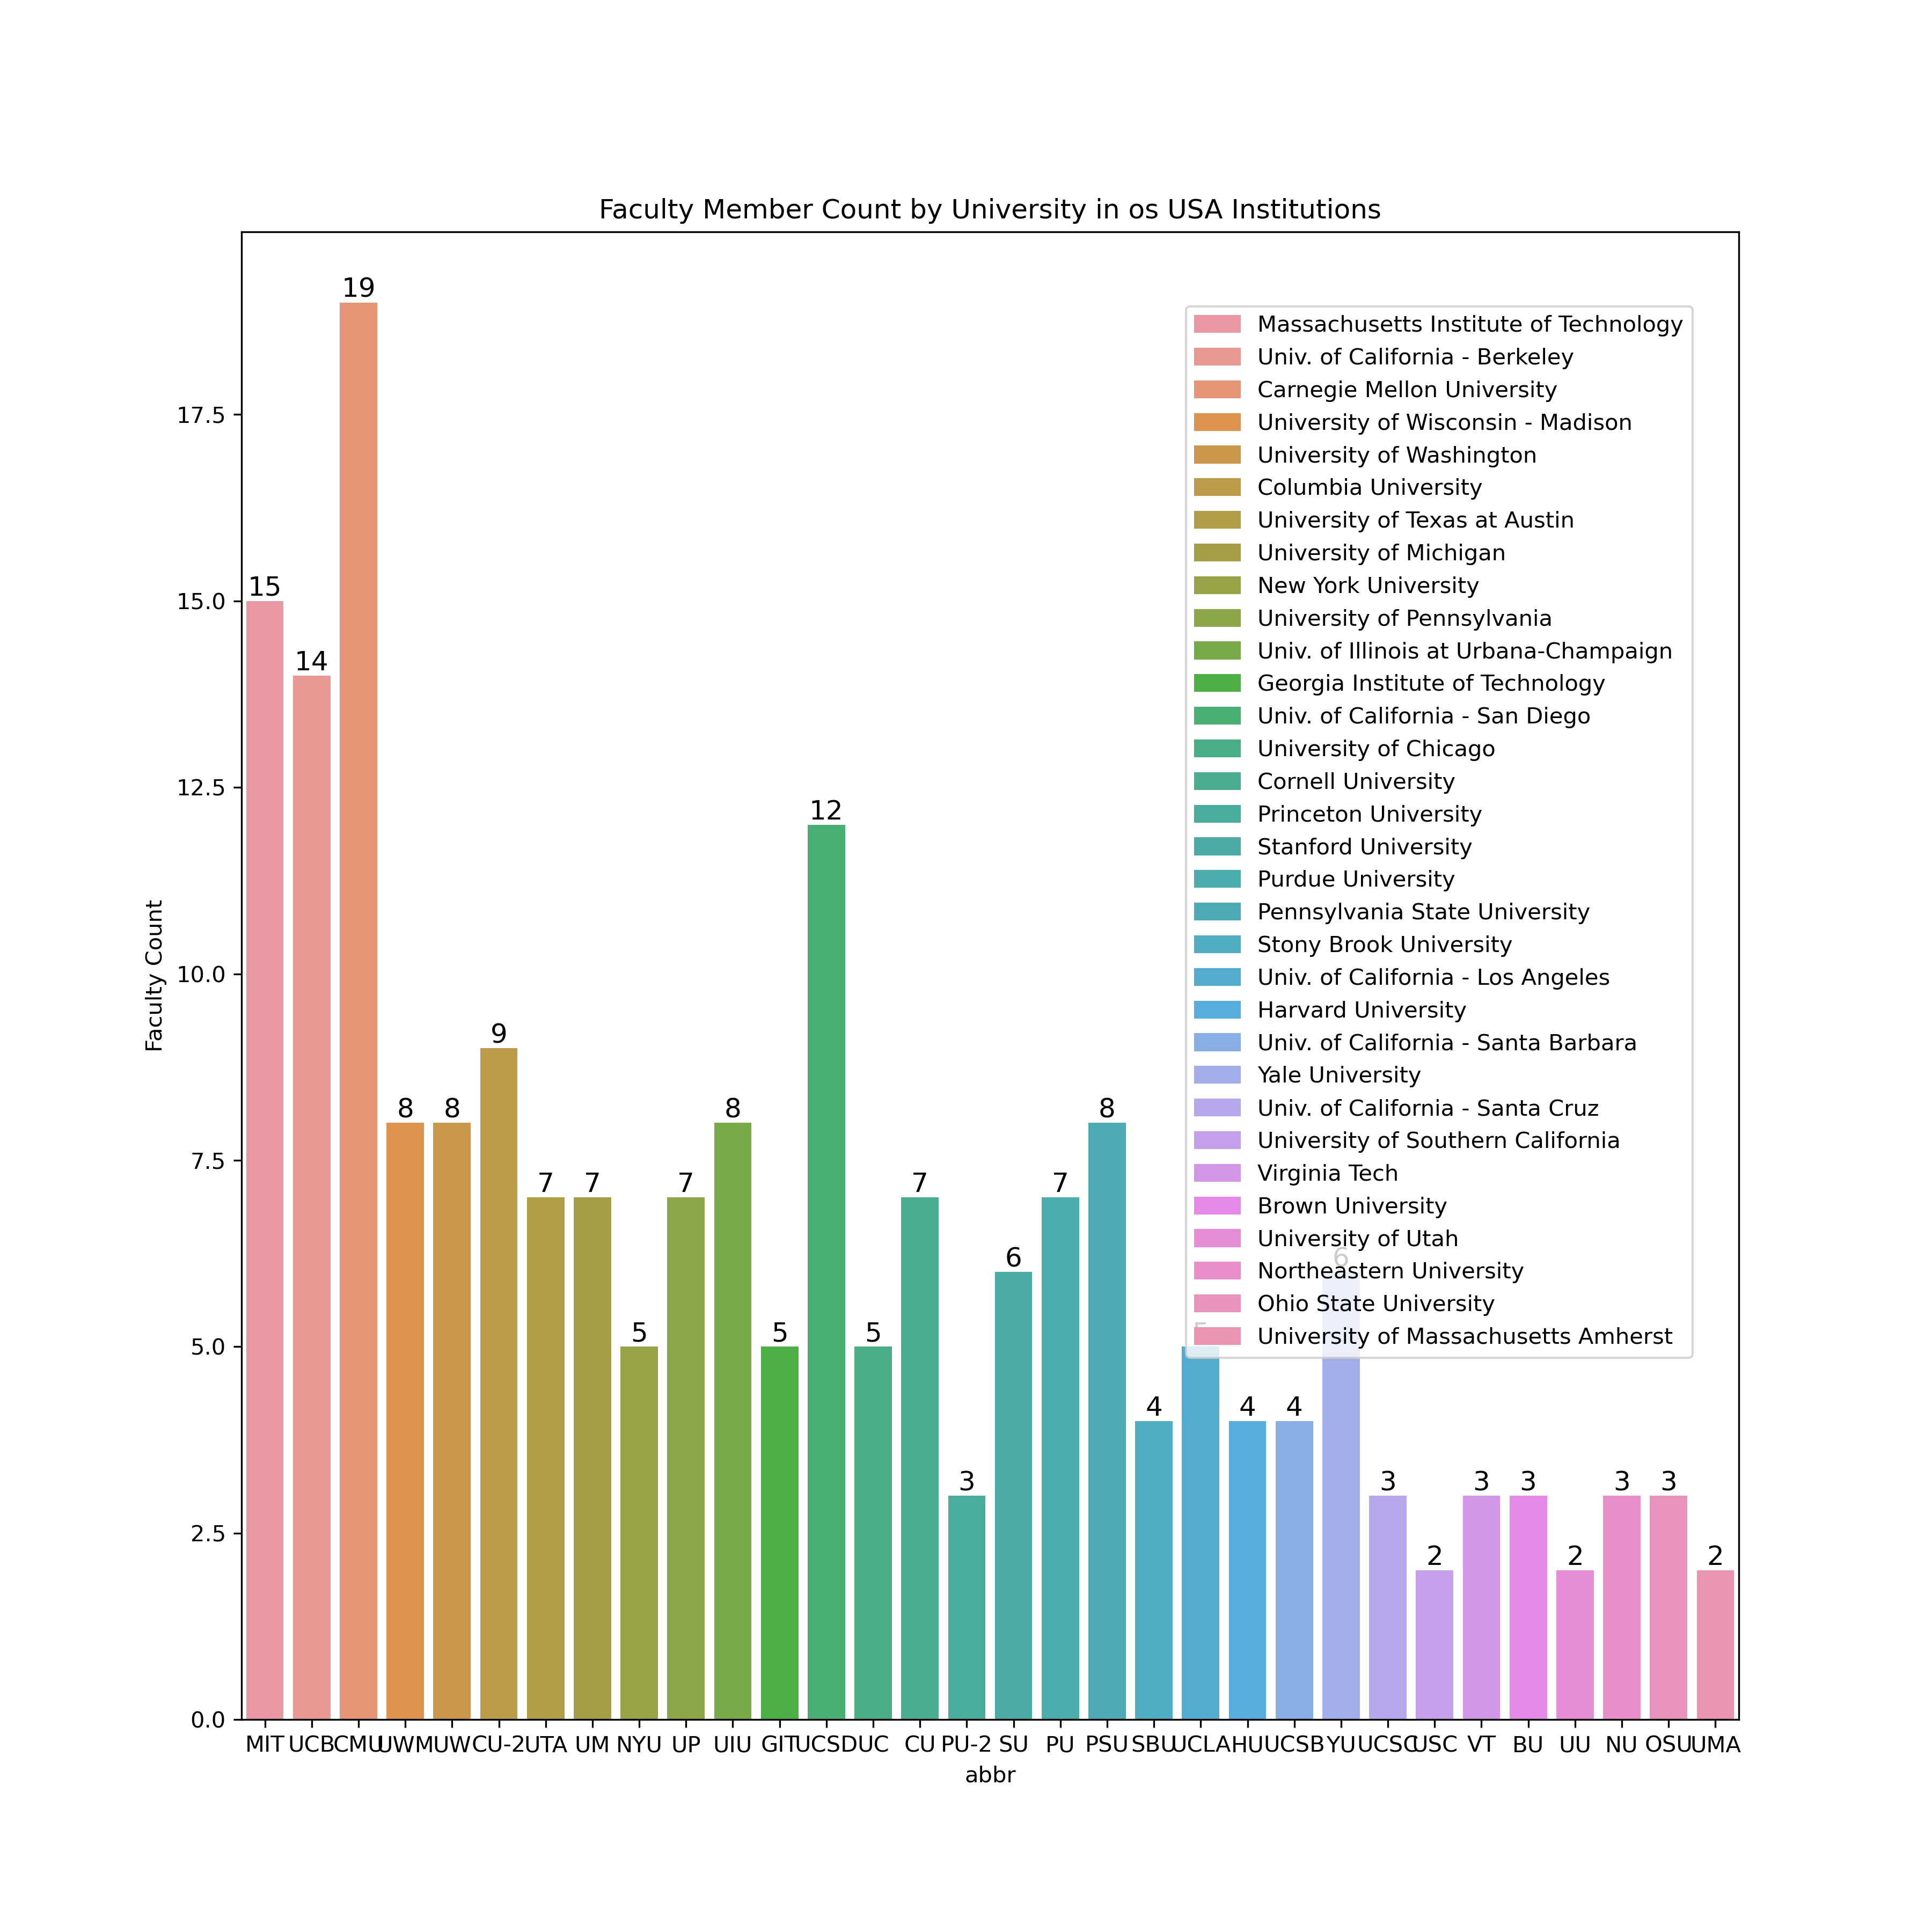 Faculty Member Count by University in os USA Institutions
Faculty Count
17.5
15.0
12.5
10.0
7.5
5.0
2.5
0.0
15
14
19
8
8
9
7
7
5
7
8
5
12
5
7
3
6
7
8
4
5
4
4
6
3
2
3
3
2
3
3
2
Massachusetts Institute of Technology
Univ. of California - Berkeley
Carnegie Mellon University
University of Wisconsin - Madison
University of Washington
Columbia University
University of Texas at Austin
University of Michigan
New York University
University of Pennsylvania
Univ. of Illinois at Urbana-Champaign
Georgia Institute of Technology
Univ. of California - San Diego
University of Chicago
Cornell University
Princeton University
Stanford University
Purdue University
Pennsylvania State University
Stony Brook University
Univ. of California - Los Angeles
Harvard University
Univ. of California - Santa Barbara
Yale University
Univ. of California - Santa Cruz
University of Southern California
Virginia Tech
Brown University
University of Utah
Northeastern University
Ohio State University
University of Massachusetts Amherst
MIT UCB CMU UWM UW CU-2 UTA UM NYU UP UIU GIT UCSD UC CU PU-2 SU PU PSU SBU UCLA HU UCSB YU UCSC USC VT BU UU NU OSU UMA
abbr